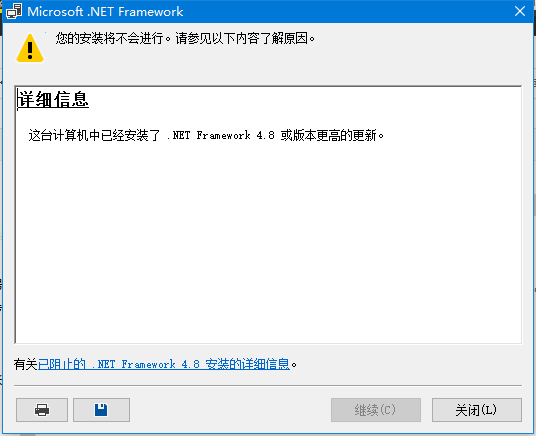 Microsoft .NET Framework
您的安装将不会进行。请参见以下内容了解原因。
详细信息
这台计算机中已经安装了 .NET Framework 4.8 或版本更高的更新。
有关已阻止的 .NET Framework 4.8 安装的详细信息。
继续(C)
关闭(L)